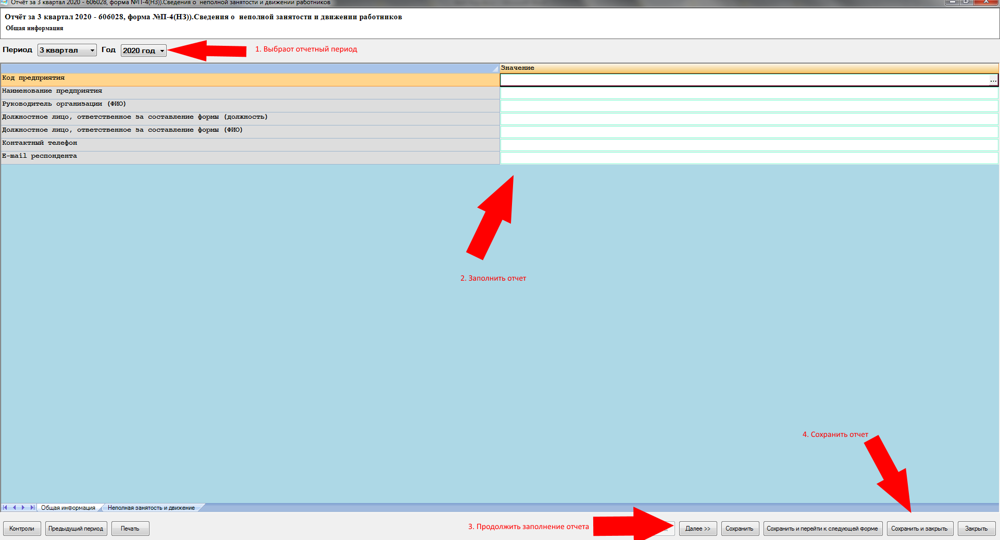 Отчёт за 3 квартал 2020 - 606028, форма №П-4(НЗ)).Сведения о  неполной занятости и движении работников
Отчёт за 3 квартал 2020 - 606028, форма №П-4(НЗ)).Сведения о  неполной занятости и движении работников
Общая информация
Период 3 квартал Год 2020 год 1. Выбраот отчетный период
Значение
Код предприятия ...
Наименование предприятия
Руководитель организации (ФИО)
Должностное лицо, ответственное за составление формы (должность)
Должностное лицо, ответственное за составление формы (ФИО)
Контактный телефон
E-mail респондента
2. Заполнить отчет
4. Сохранить отчет
Общая информация Неполная занятость и движение
Контроли Предыдущий период Печать 3. Продолжить заполнение отчета Далее >> Сохранить Сохранить и перейти к следующей форме Сохранить и закрыть Закрыть